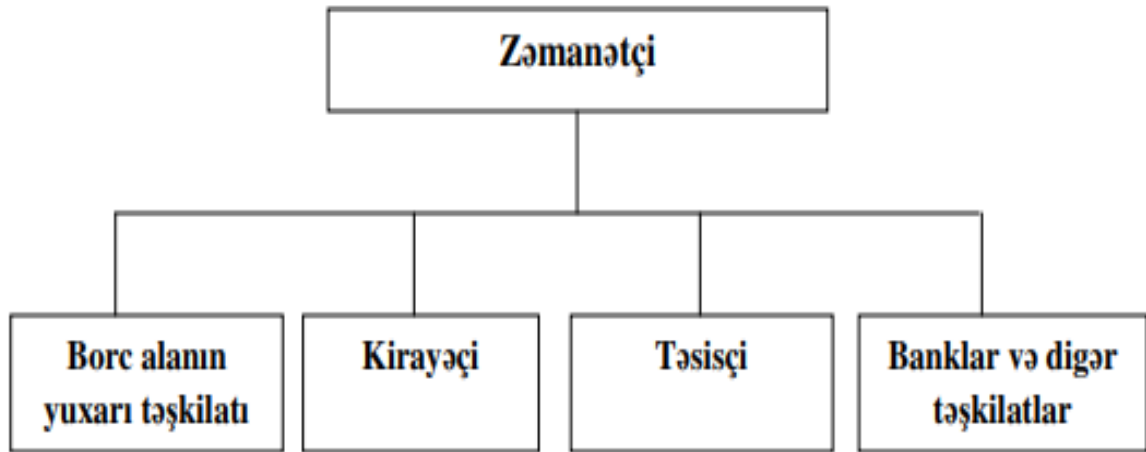 Zəmanətçi
Borc alanın
yuxarı təşkilatı
Kirayəçi
Təsisçi
Banklar və digər
təşkilatlar